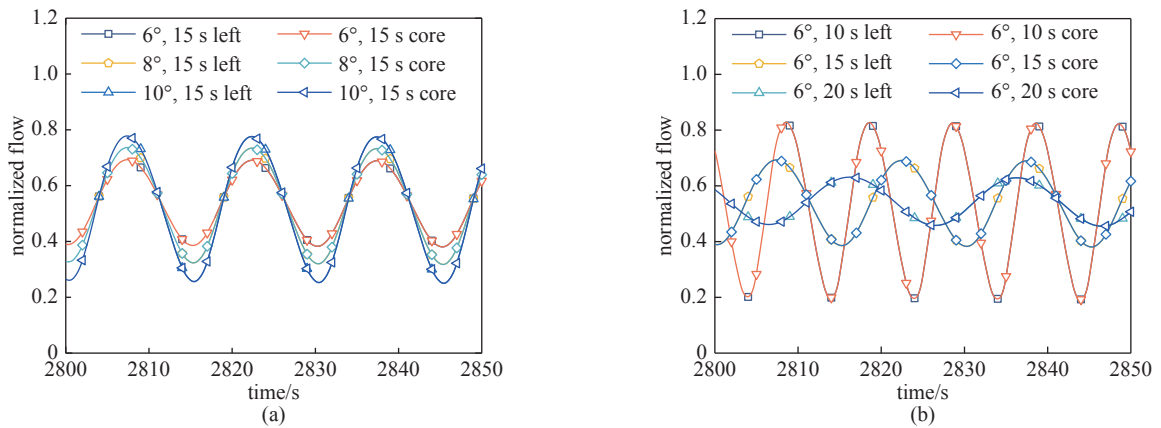 1.2
6°, 15 s left
6°, 15 s core
8°, 15 s left
8°, 15 s core
10°, 15 s left
10°, 15 s core
1.0
0.8
0.6
0.4
0.2
0
normalized flow
2800
2810
2820
2830
2840
2850
time/s
(a)
1.2
6°, 10 s left
6°, 10 s core
6°, 15 s left
6°, 15 s core
6°, 20 s left
6°, 20 s core
1.0
0.8
0.6
0.4
0.2
0
normalized flow
2800
2810
2820
2830
2840
2850
time/s
(b)